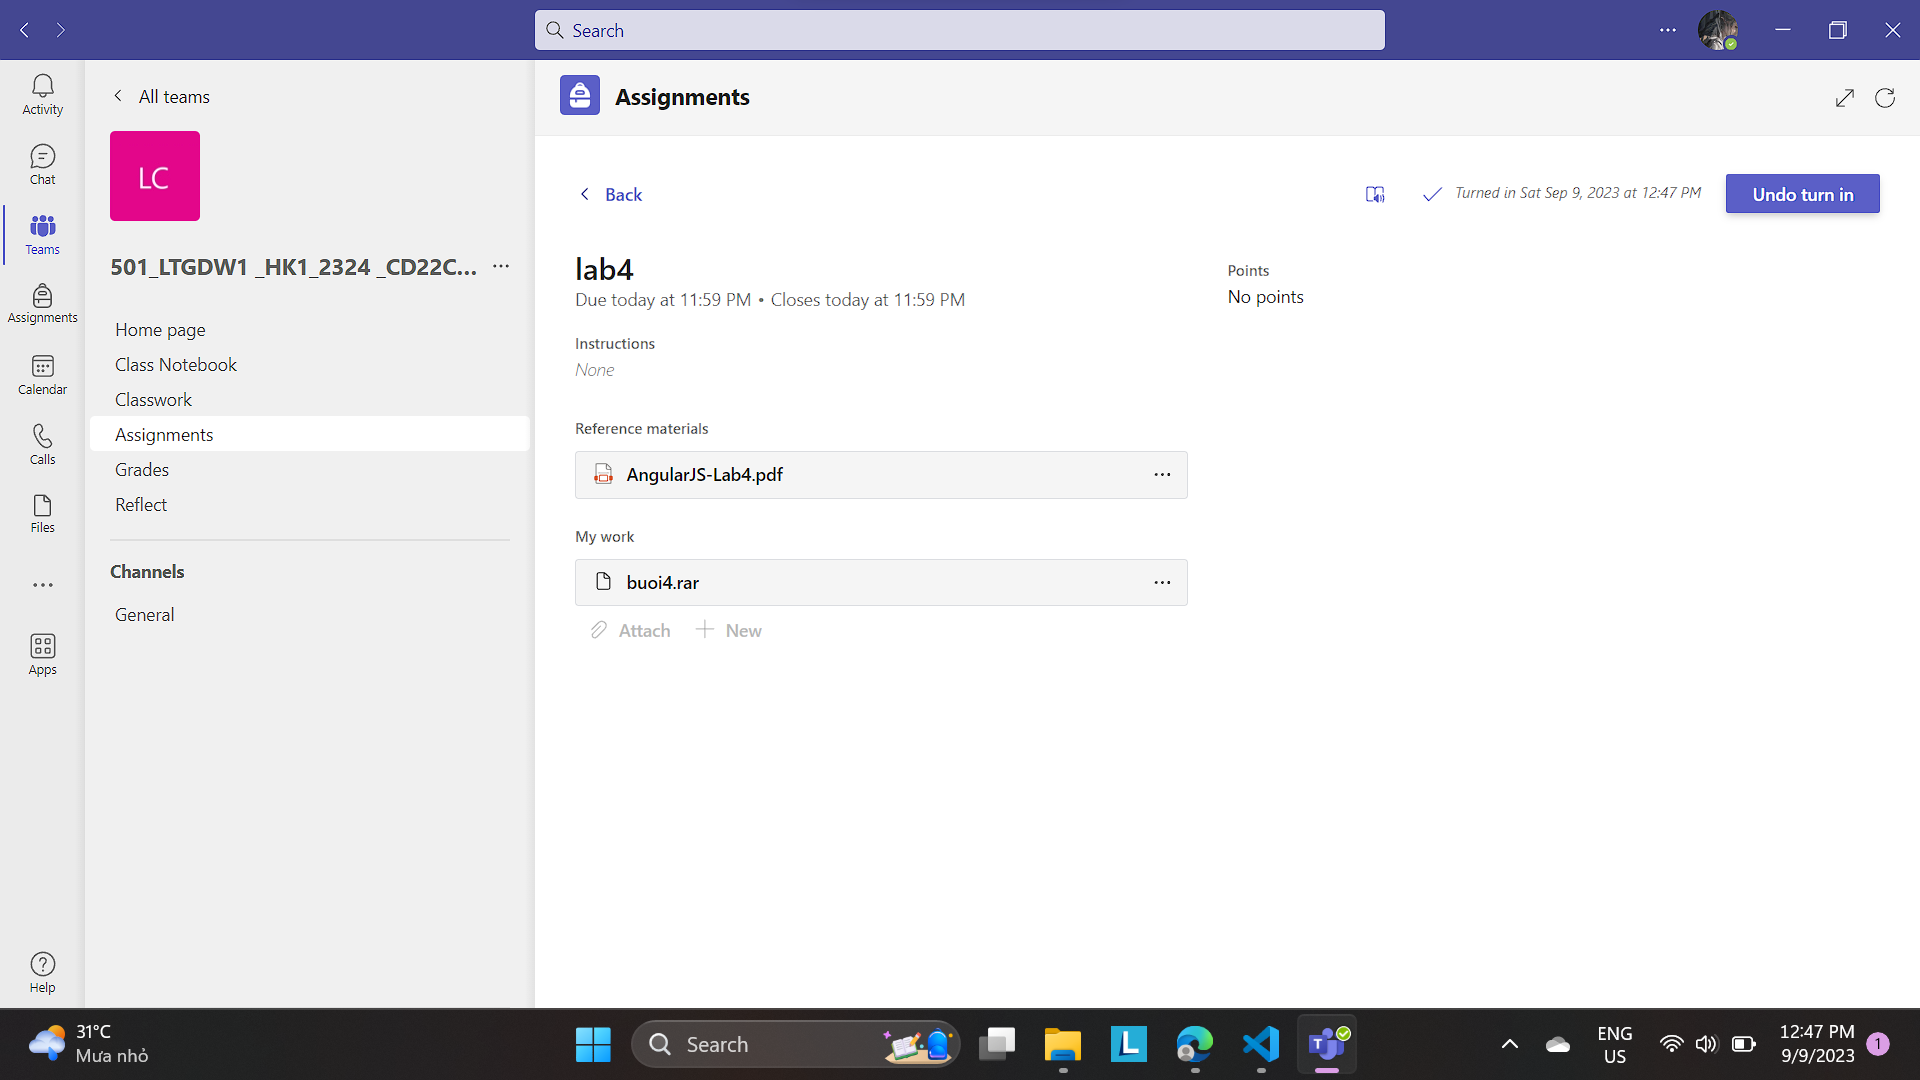 Search
Activity
Chat
Teams
Assignments
Calendar
Calls
Files
Apps
Help
All teams
LC
501_LTGDW1 _HK1_2324 _CD22C...
Home page
Class Notebook
Classwork
Assignments
Grades
Reflect
Channels
General
Assignments
Back
Turned in Sat Sep 9, 2023 at 12:47 PM
Undo turn in
lab4
Due today at 11:59 PM • Closes today at 11:59 PM
Points
No points
Instructions
None
Reference materials
AngularJS-Lab4.pdf
My work
buoi4.rar
Attach
New
31°C
Mưa nhỏ
Search
L
T
ENG
US
12:47 PM
9/9/2023
1